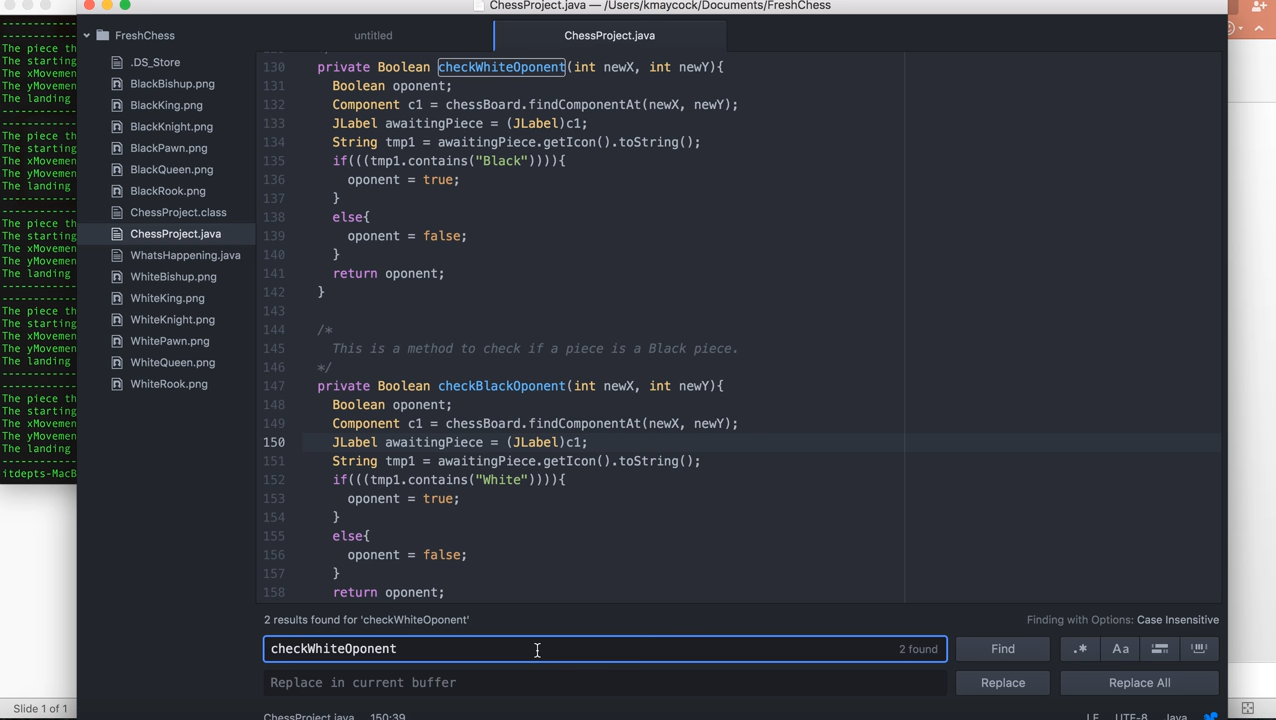 ChessProject.java — /Users/kmaycock/Documents/FreshChess
The piece th
The starting
The xMovemen
The yMovemen
The landing
The piece th
The starting
The xMovemen
The yMovemen
The landing
The piece th
The starting
The xMovemen
The yMovemen
The landing
The piece th
The starting
The xMovemen
The yMovemen
The landing
The piece th
The starting
The xMovemen
The yMovemen
The landing
itdepts-MacB
Slide 1 of 1
FreshChess
.DS_Store
BlackBishup.png
BlackKing.png
BlackKnight.png
BlackPawn.png
BlackQueen.png
BlackRook.png
ChessProject.class
ChessProject.java
WhatsHappening.java
WhiteBishup.png
WhiteKing.png
WhiteKnight.png
WhitePawn.png
WhiteQueen.png
WhiteRook.png
untitled
ChessProject.java
130 private Boolean checkWhiteOponent(int newX, int newY){
131 Boolean oponent;
132 Component c1 = chessBoard.findComponentAt(newX, newY);
133 JLabel awaitingPiece = (JLabel)c1;
134 String tmp1 = awaitingPiece.getIcon().toString();
135 if(((tmp1.contains("Black")))){
136 oponent = true;
137 }
138 else{
139 oponent = false;
140 }
141 return oponent;
142 }
143
144 /*
145 This is a method to check if a piece is a Black piece.
146 */
147 private Boolean checkBlackOponent(int newX, int newY){
148 Boolean oponent;
149 Component c1 = chessBoard.findComponentAt(newX, newY);
150 JLabel awaitingPiece = (JLabel)c1;
151 String tmp1 = awaitingPiece.getIcon().toString();
152 if(((tmp1.contains("White")))){
153 oponent = true;
154 }
155 else{
156 oponent = false;
157 }
158 return oponent;
2 results found for 'checkWhiteOponent'
Finding with Options: Case Insensitive
checkWhiteOponent 2 found
Find
.* Aa
Replace in current buffer
Replace
Replace All
ChessProject.java 150:39
LF UTF-8 Java